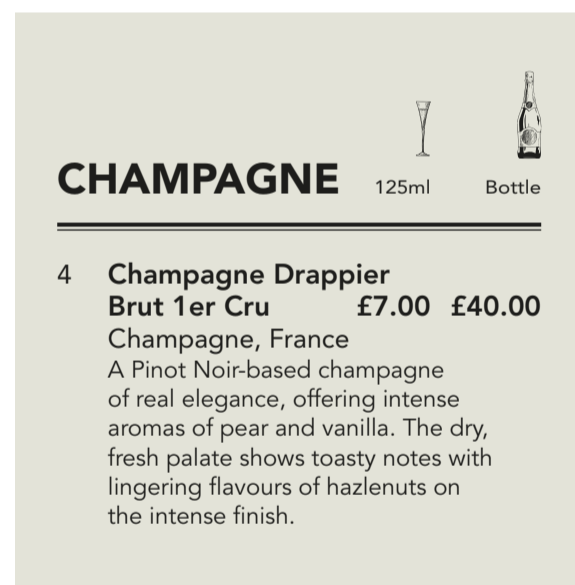 CHAMPAGNE 125ml Bottle
4 Champagne Drappier
Brut 1er Cru £7.00 £40.00
Champagne, France
A Pinot Noir-based champagne
of real elegance, offering intense
aromas of pear and vanilla. The dry,
fresh palate shows toasty notes with
lingering flavours of hazlenuts on
the intense finish.